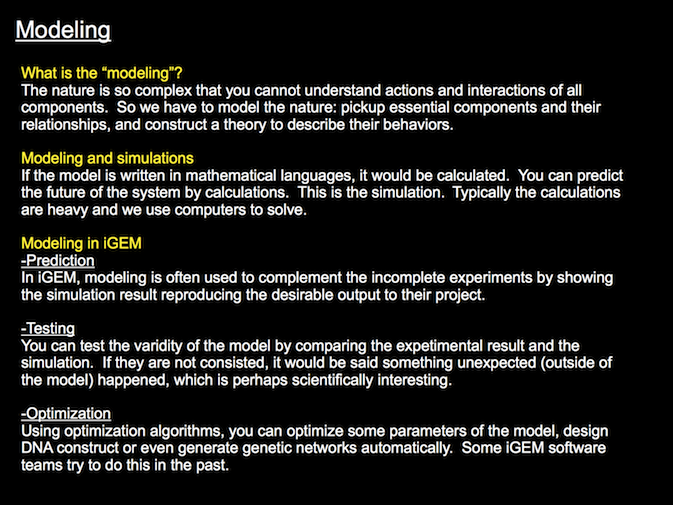 Modeling
What is the “modeling”?
The nature is so complex that you cannot understand actions and interactions of all
components.  So we have to model the nature: pickup essential components and their
relationships, and construct a theory to describe their behaviors.
Modeling and simulations
If the model is written in mathematical languages, it would be calculated.  You can predict
the future of the system by calculations.  This is the simulation.  Typically the calculations
are heavy and we use computers to solve.
Modeling in iGEM
-Prediction
In iGEM, modeling is often used to complement the incomplete experiments by showing
the simulation result reproducing the desirable output to their project.
-Testing
You can test the varidity of the model by comparing the expetimental result and the
simulation.  If they are not consisted, it would be said something unexpected (outside of
the model) happened, which is perhaps scientifically interesting.
-Optimization
Using optimization algorithms, you can optimize some parameters of the model, design
DNA construct or even generate genetic networks automatically.  Some iGEM software
teams try to do this in the past.